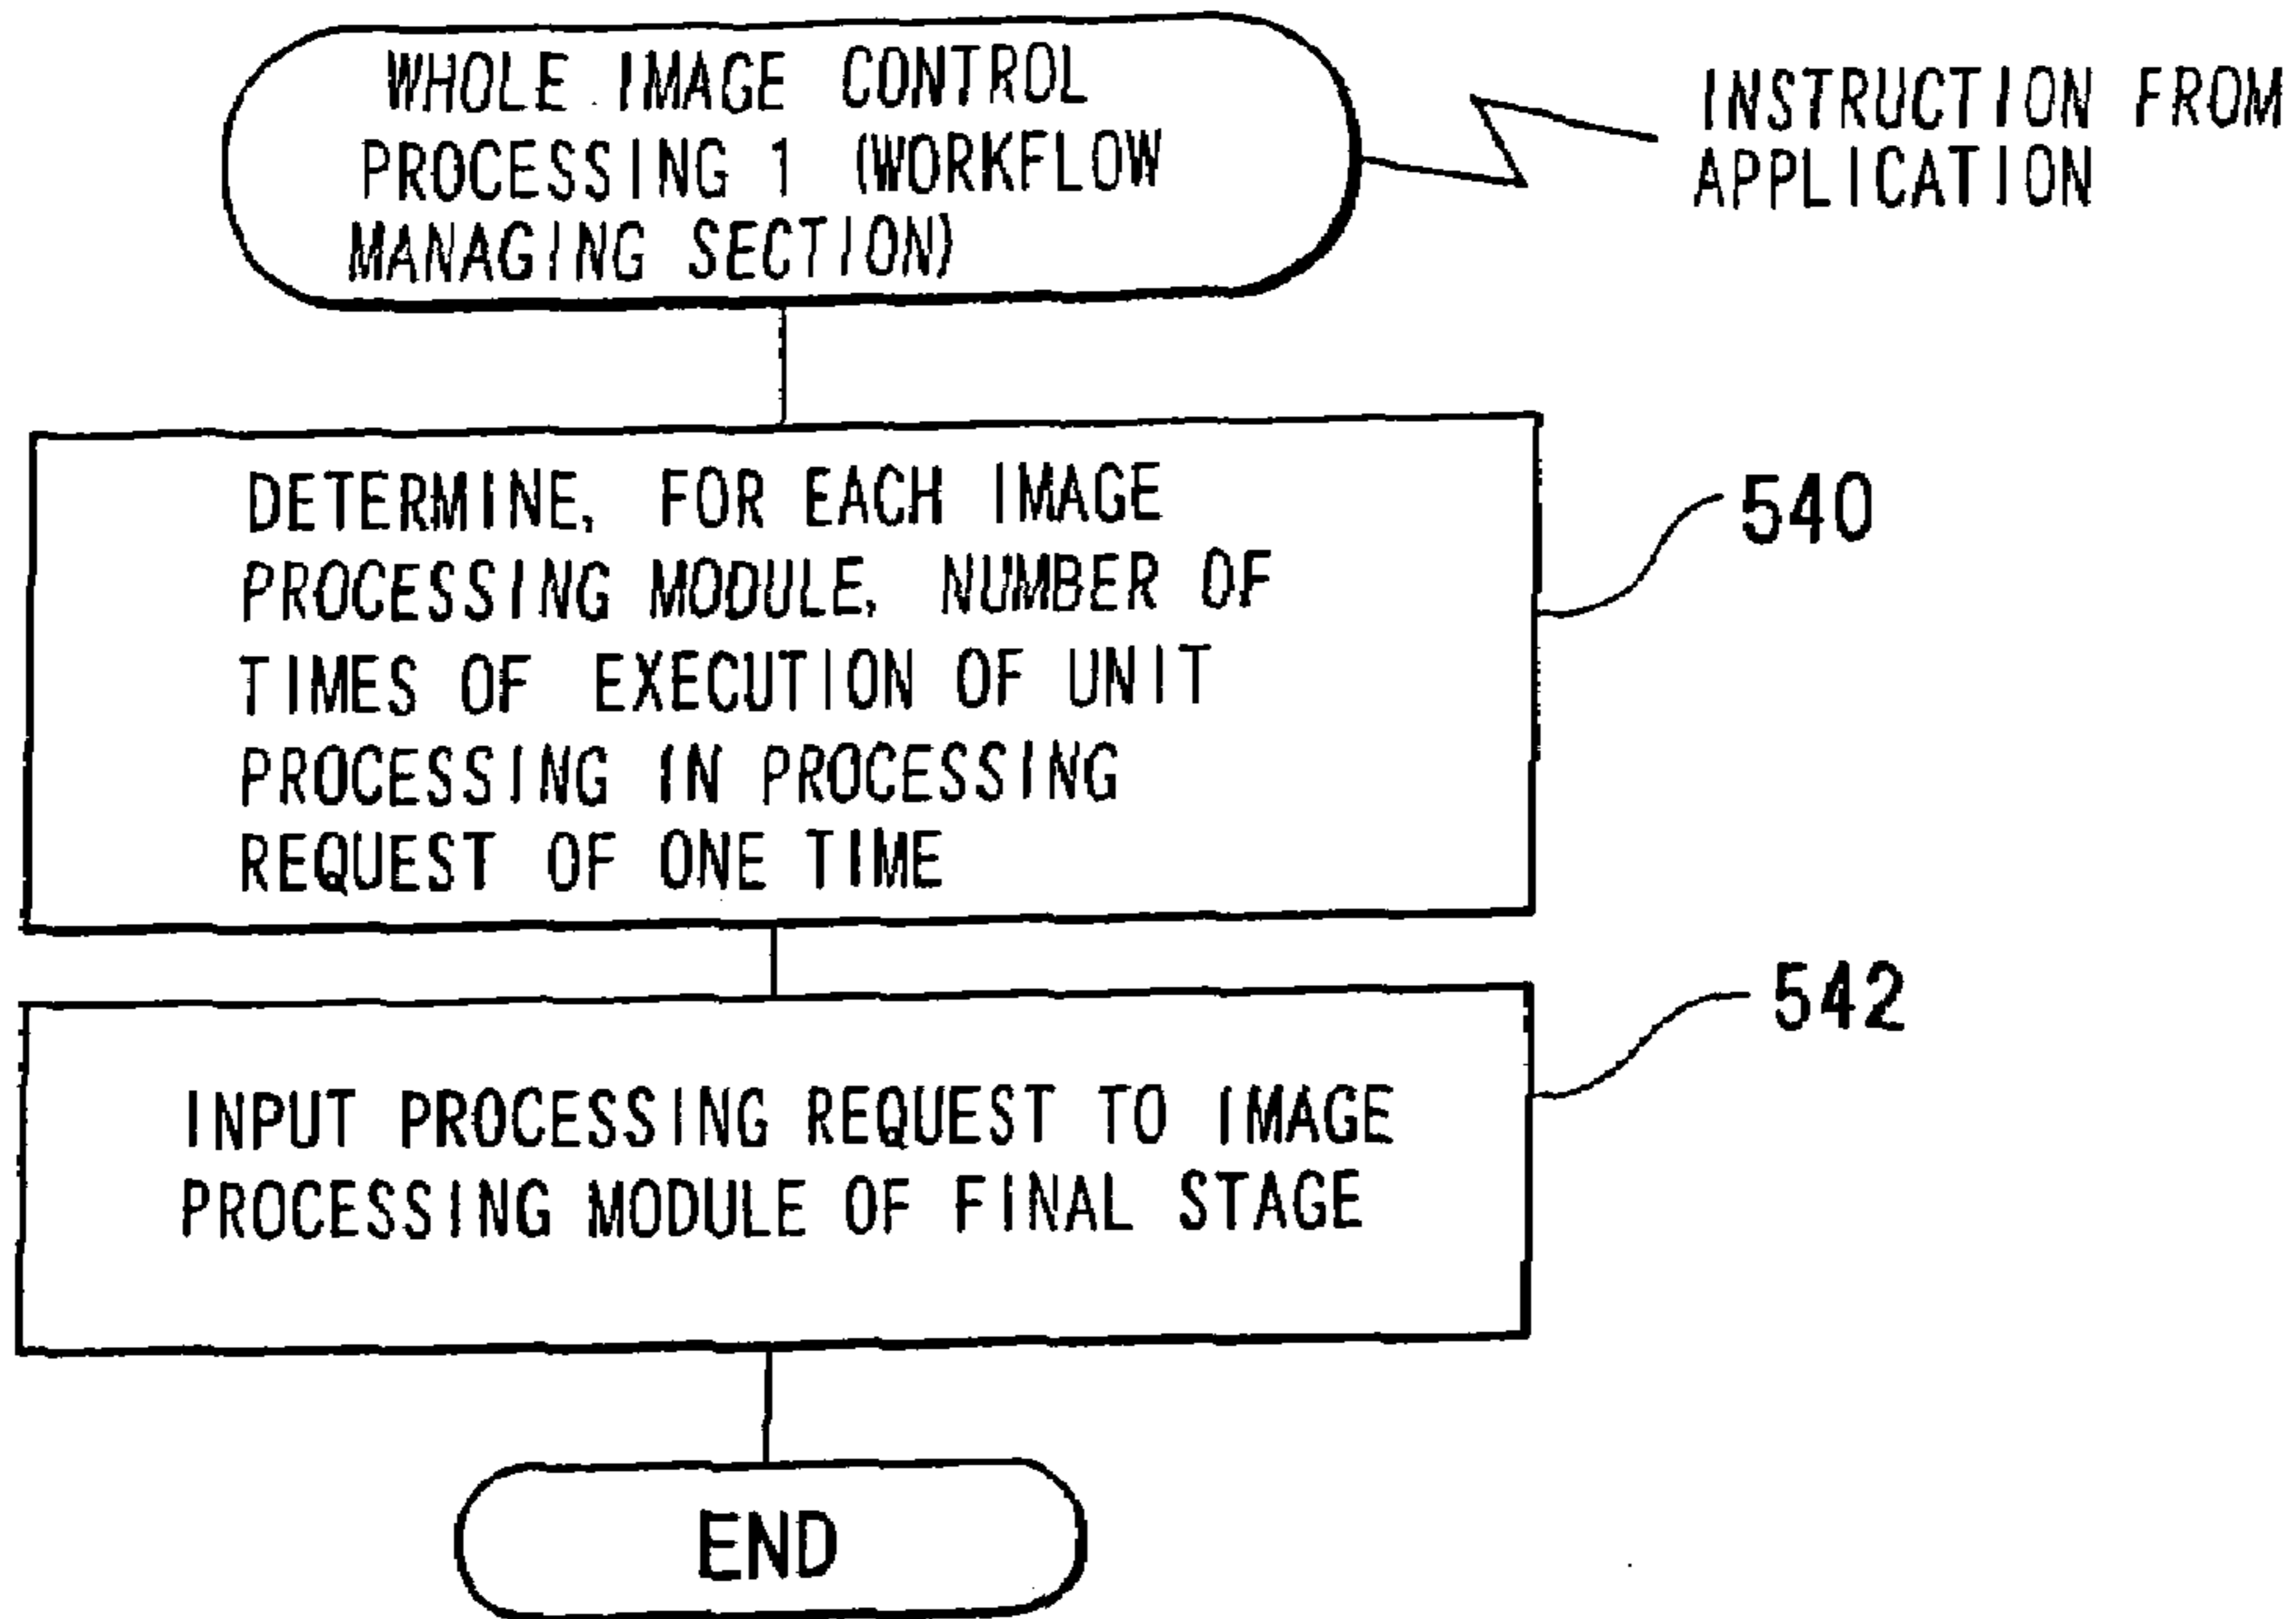 WHOLE IMAGE CONTROL
PROCESSING 1 (WORKFLOW
MANAGING SECTION)
INSTRUCTION FROM
APPLICATION
DETERMINE, FOR EACH IMAGE
PROCESSING MODULE, NUMBER OF
TIMES OF EXECUTION OF UNIT
PROCESSING IN PROCESSING
REQUEST OF ONE TIME
540
INPUT PROCESSING REQUEST TO IMAGE
PROCESSING MODULE OF FINAL STAGE
542
END